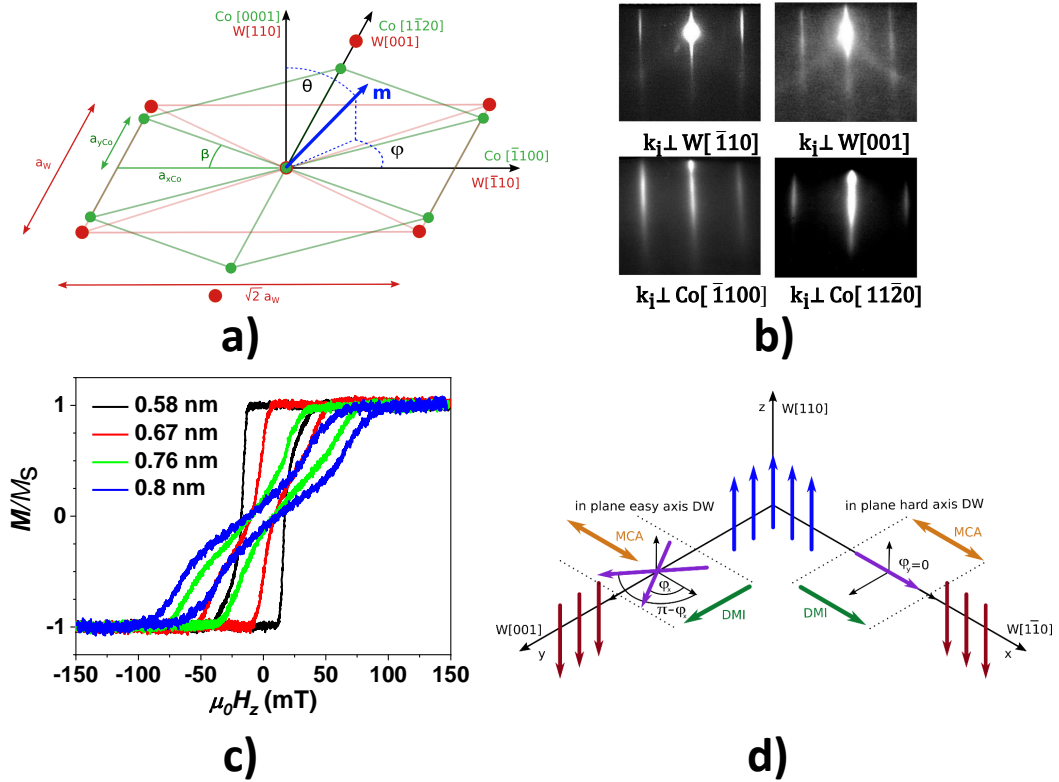 Co [0001]
W[110]
Co [11̄20]
W[001]
θ
m
a_yCo
a_W
β
φ
a_xCo
Co [1̄100]
W[1̄10]
√2 a_W
a)
k_i⊥ W[ 1̄10]
k_i⊥ W[001]
k_i⊥ Co[ 1̄100]
k_i⊥ Co[ 112̄0]
b)
M/M_S
1
0
-1
0.58 nm
0.67 nm
0.76 nm
0.8 nm
-150 -100 -50 0 50 100 150
μ₀H_z (mT)
c)
z
W[110]
in plane easy axis DW
in plane hard axis DW
MCA
MCA
φ_y=0
φ_x
π-φ_x
DMI
DMI
W[001]
y
W[11̄0]
x
d)